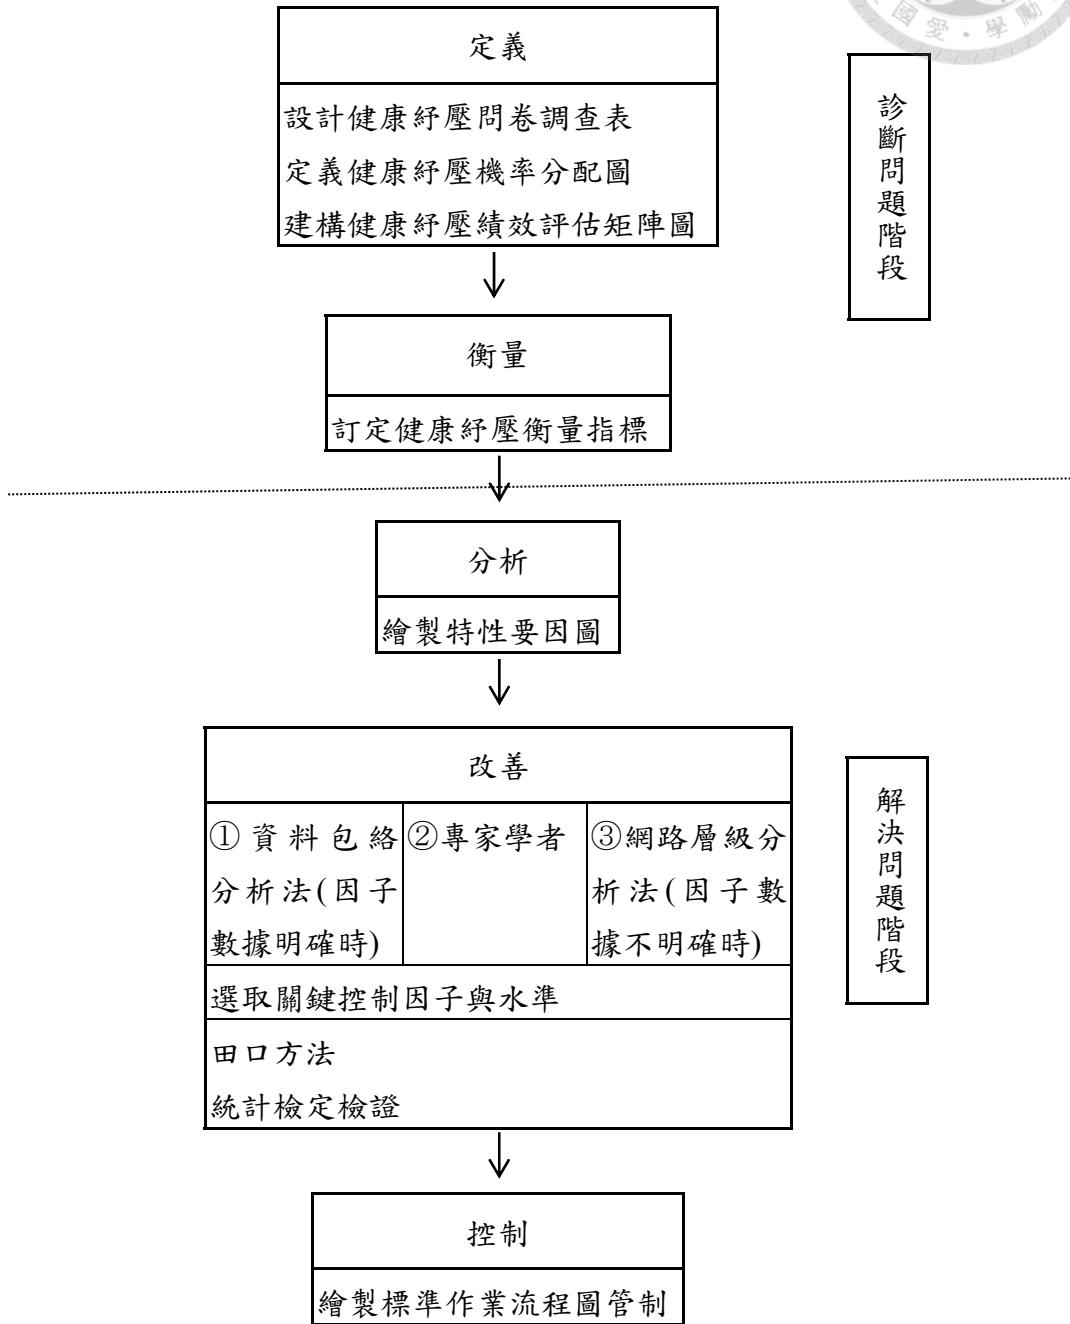 國愛·學勵
定義
設計健康紓壓問卷調查表
定義健康紓壓機率分配圖
建構健康紓壓績效評估矩陣圖
診斷問題階段
衡量
訂定健康紓壓衡量指標
分析
繪製特性要因圖
改善
①資料包絡
分析法(因子
數據明確時)
②專家學者
③網路層級分
析法(因子數
據不明確時)
選取關鍵控制因子與水準
田口方法
統計檢定檢證
解決問題階段
控制
繪製標準作業流程圖管制